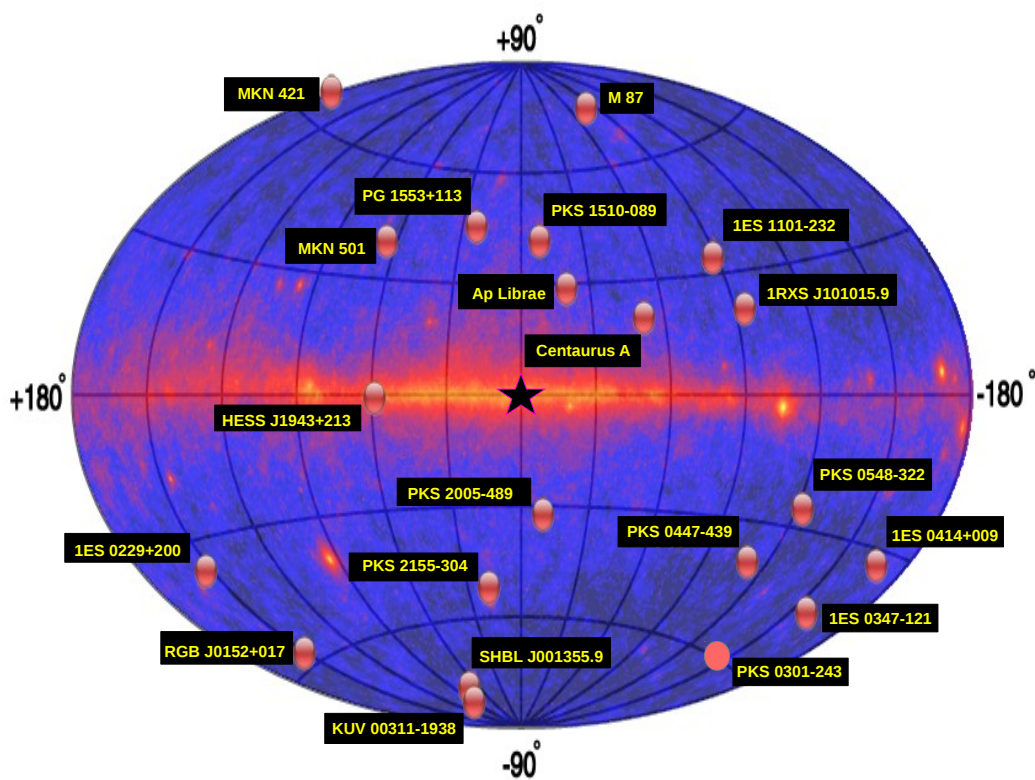 +90°
MKN 421
M 87
PG 1553+113
PKS 1510-089
1ES 1101-232
MKN 501
Ap Librae
1RXS J101015.9
Centaurus A
+180°
-180°
HESS J1943+213
PKS 2005-489
PKS 0548-322
PKS 0447-439
1ES 0414+009
1ES 0229+200
PKS 2155-304
1ES 0347-121
RGB J0152+017
SHBL J001355.9
PKS 0301-243
KUV 00311-1938
-90°